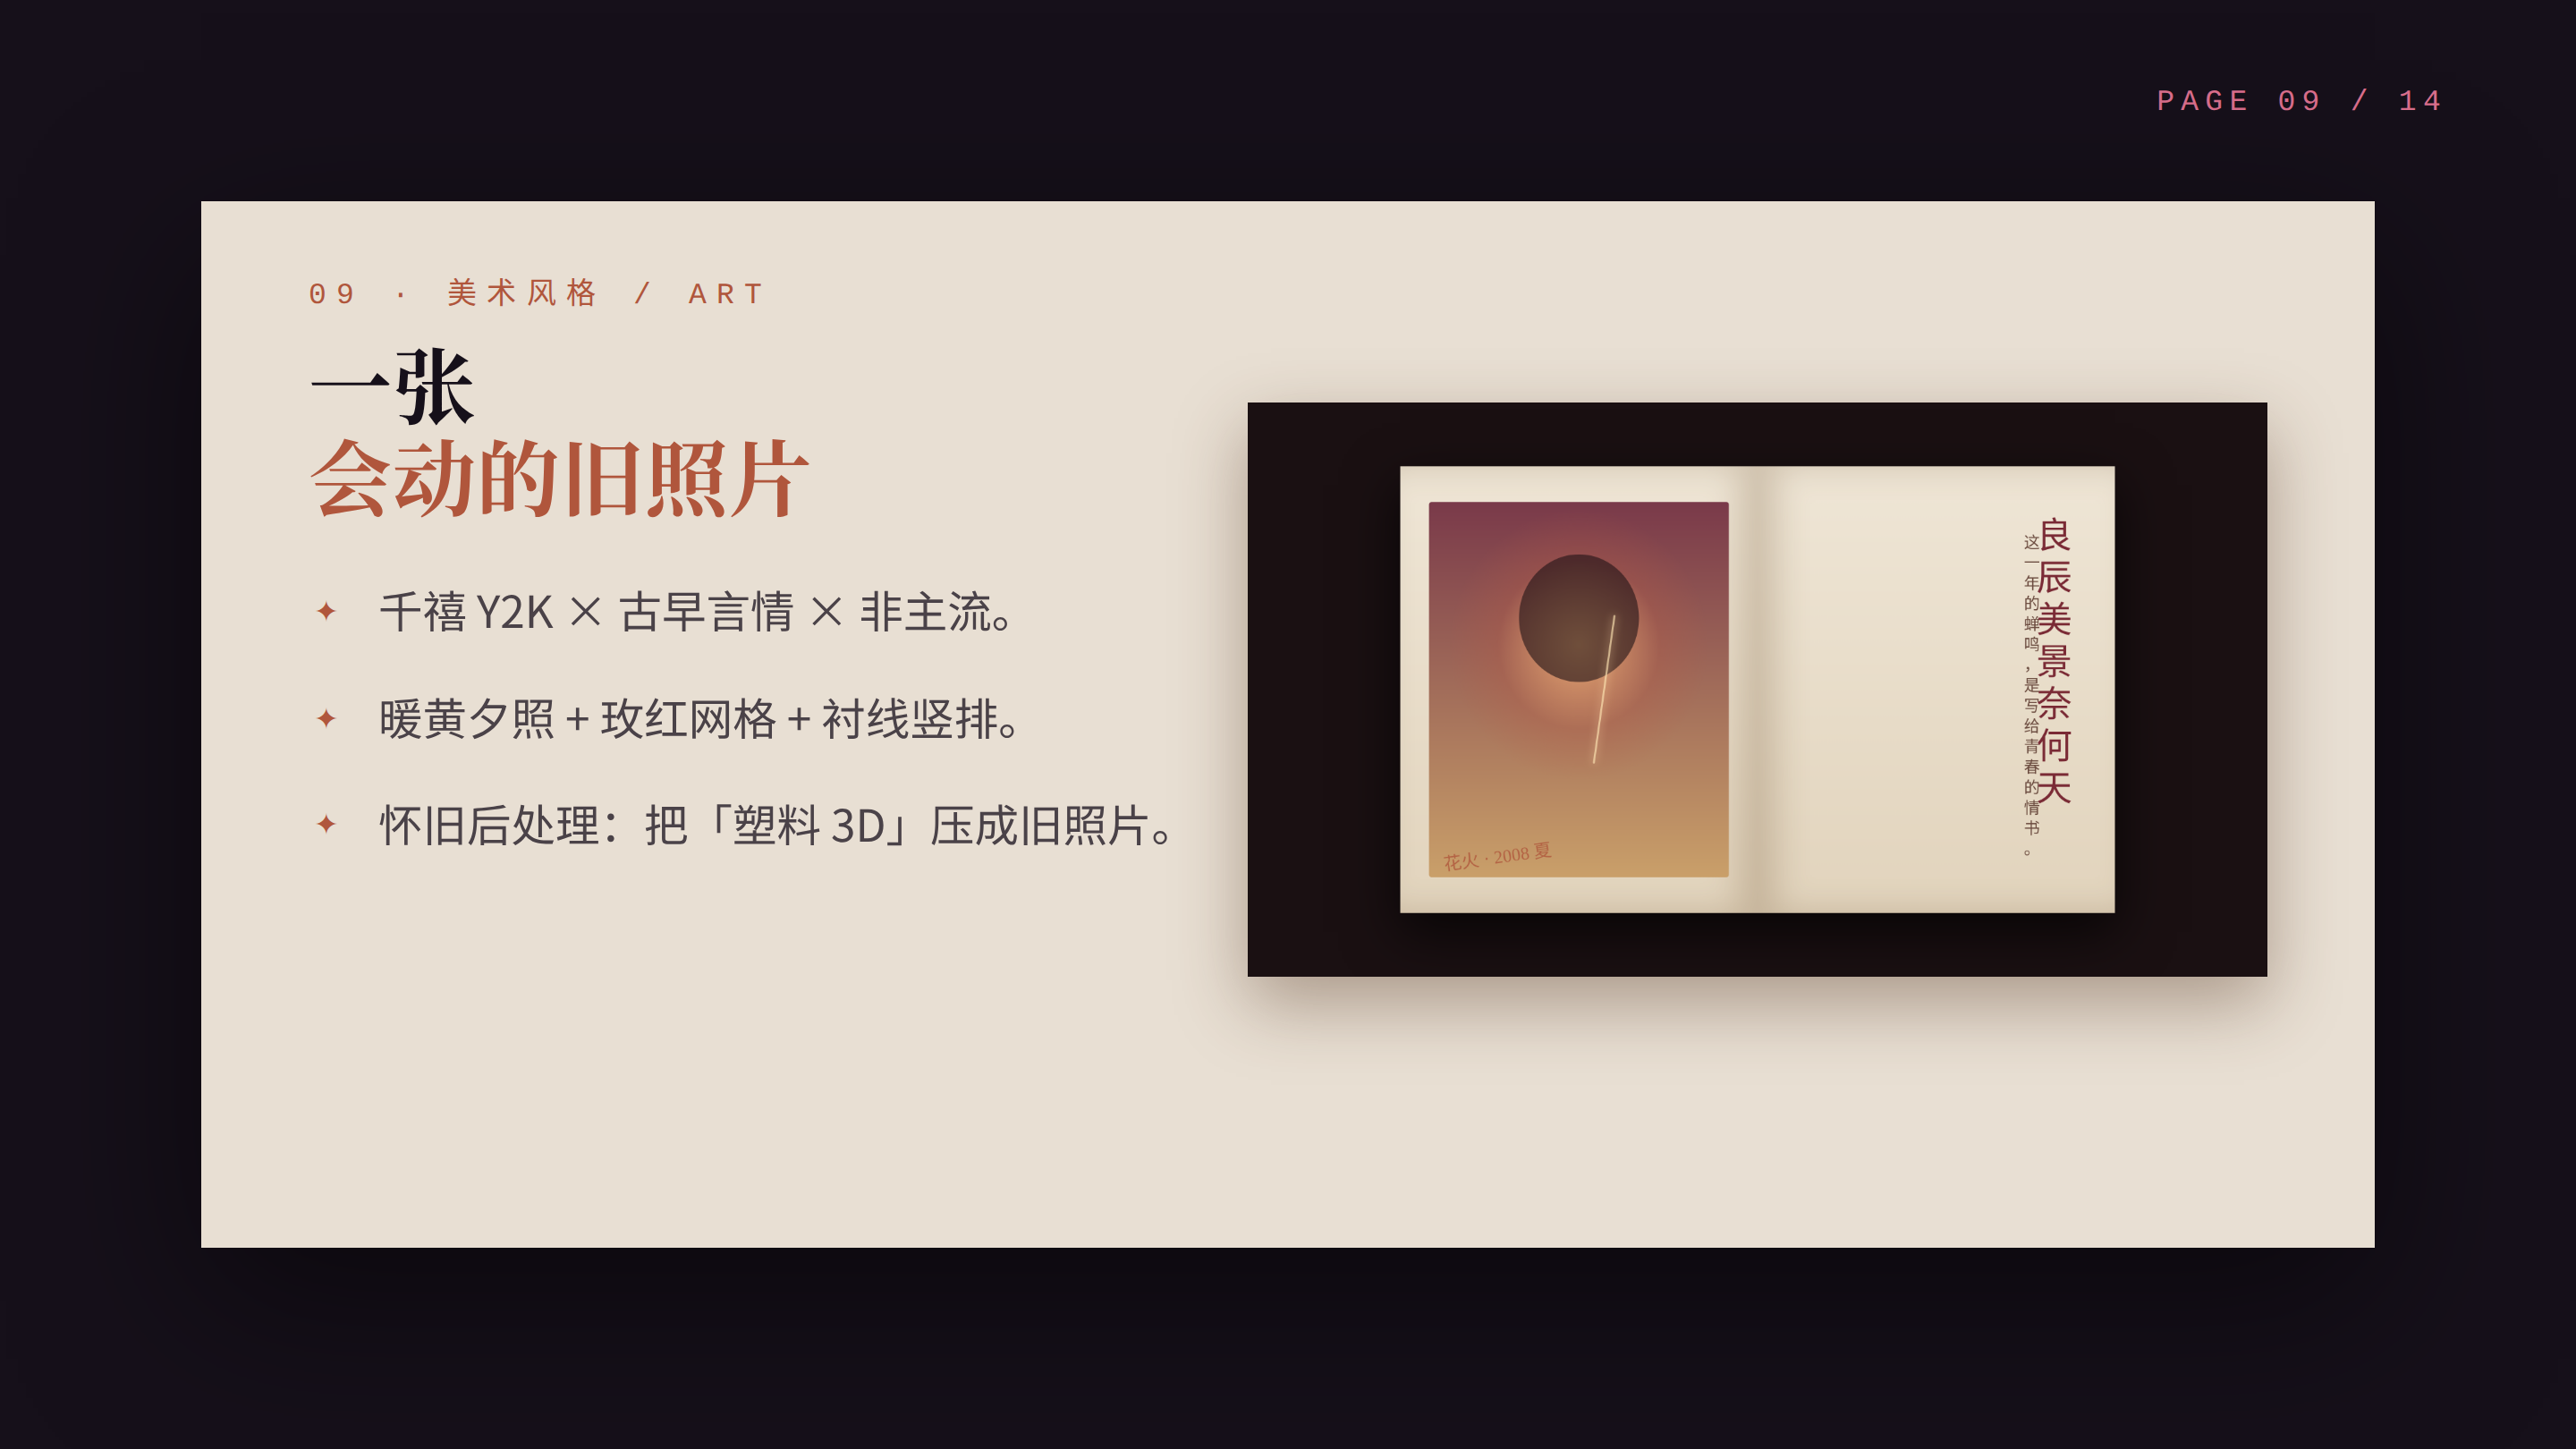 PAGE 09 / 14
09 · 美术风格 / ART
一张
会动的旧照片
✦ 千禧 Y2K × 古早言情 × 非主流。
✦ 暖黄夕照 + 玫红网格 + 衬线竖排。
✦ 怀旧后处理：把「塑料 3D」压成旧照片。
花火 · 2008 夏
良辰美景奈何天
这一年的蝉鸣，是写给青春的情书。